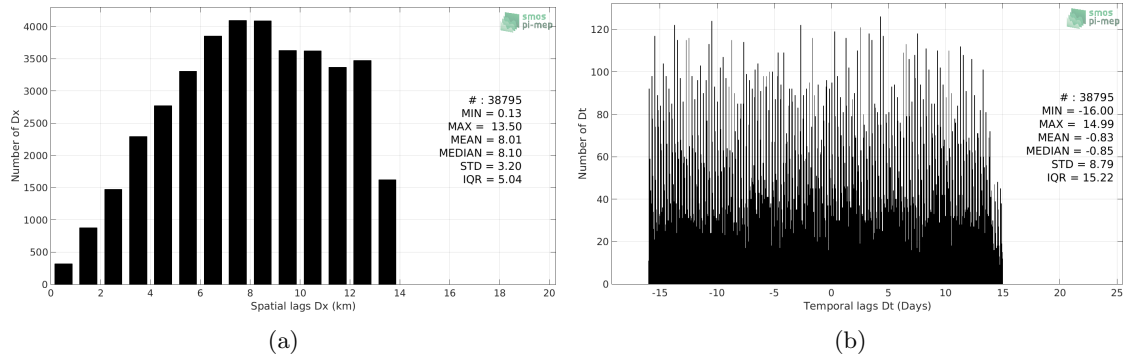 4000
3500
3000
2500
2000
1500
1000
500
0
Number of Dx
smos
pi-mep
# : 38795
MIN = 0.13
MAX = 13.50
MEAN = 8.01
MEDIAN = 8.10
STD = 3.20
IQR = 5.04
0 2 4 6 8 10 12 14 16 18 20
Spatial lags Dx (km)
(a)
120
100
80
60
40
20
0
Number of Dt
smos
pi-mep
# : 38795
MIN = -16.00
MAX = 14.99
MEAN = -0.83
MEDIAN = -0.85
STD = 8.79
IQR = 15.22
-15 -10 -5 0 5 10 15 20 25
Temporal lags Dt (Days)
(b)